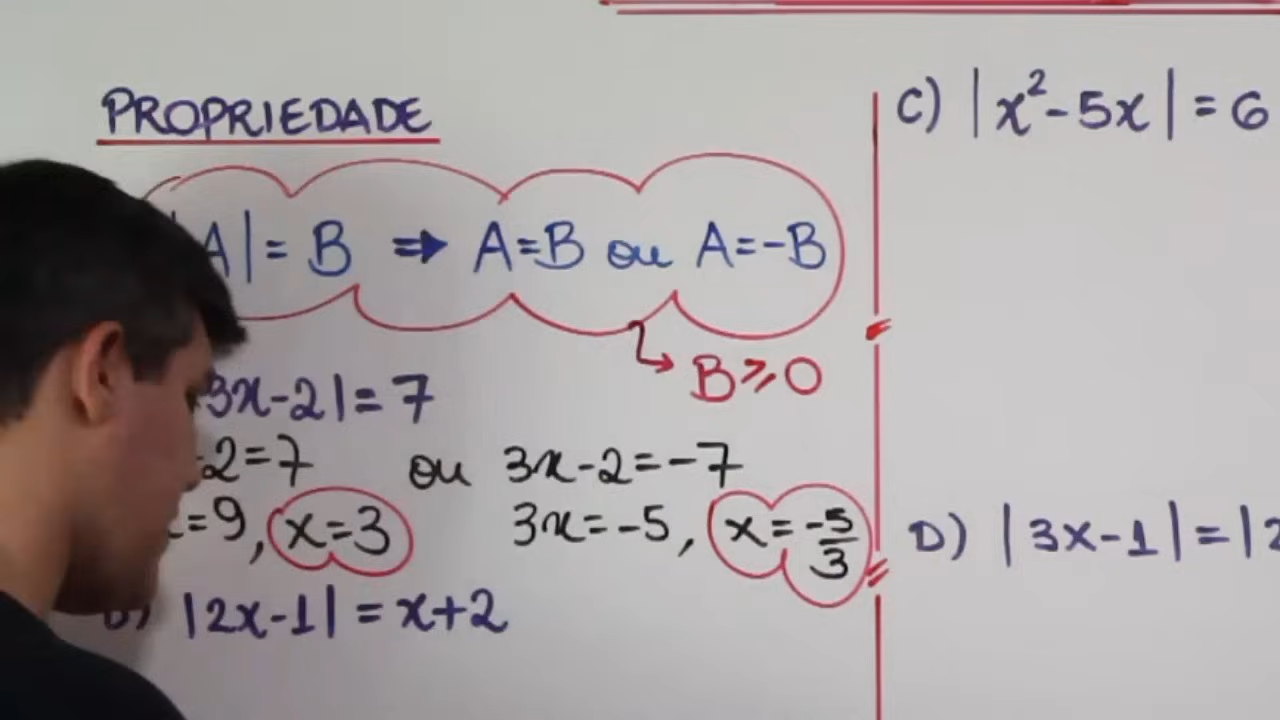 PROPRIEDADE
A| = B ⇒ A=B ou A=-B
B⩾0
3x-2|=7
-2=7 ou 3x-2=-7
=9, x=3 3x=-5, x=-5/3
B) |2x-1|=x+2
C) |x²-5x|=6
D) |3x-1|=|2